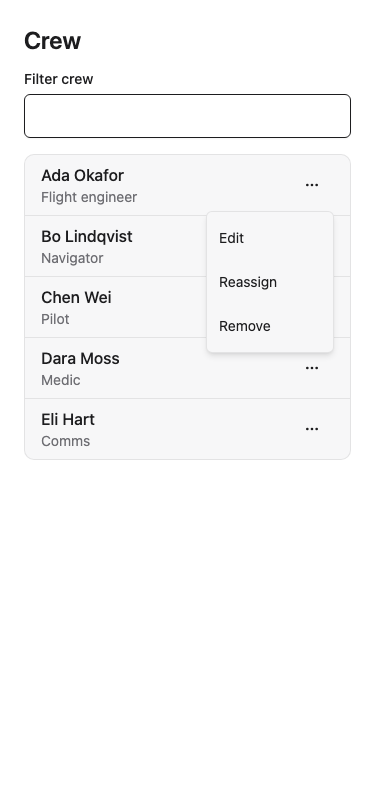 Crew
Filter crew
Ada Okafor
Flight engineer
...
Bo Lindqvist
Navigator
Edit
Reassign
Remove
Chen Wei
Pilot
Dara Moss
Medic
...
Eli Hart
Comms
...